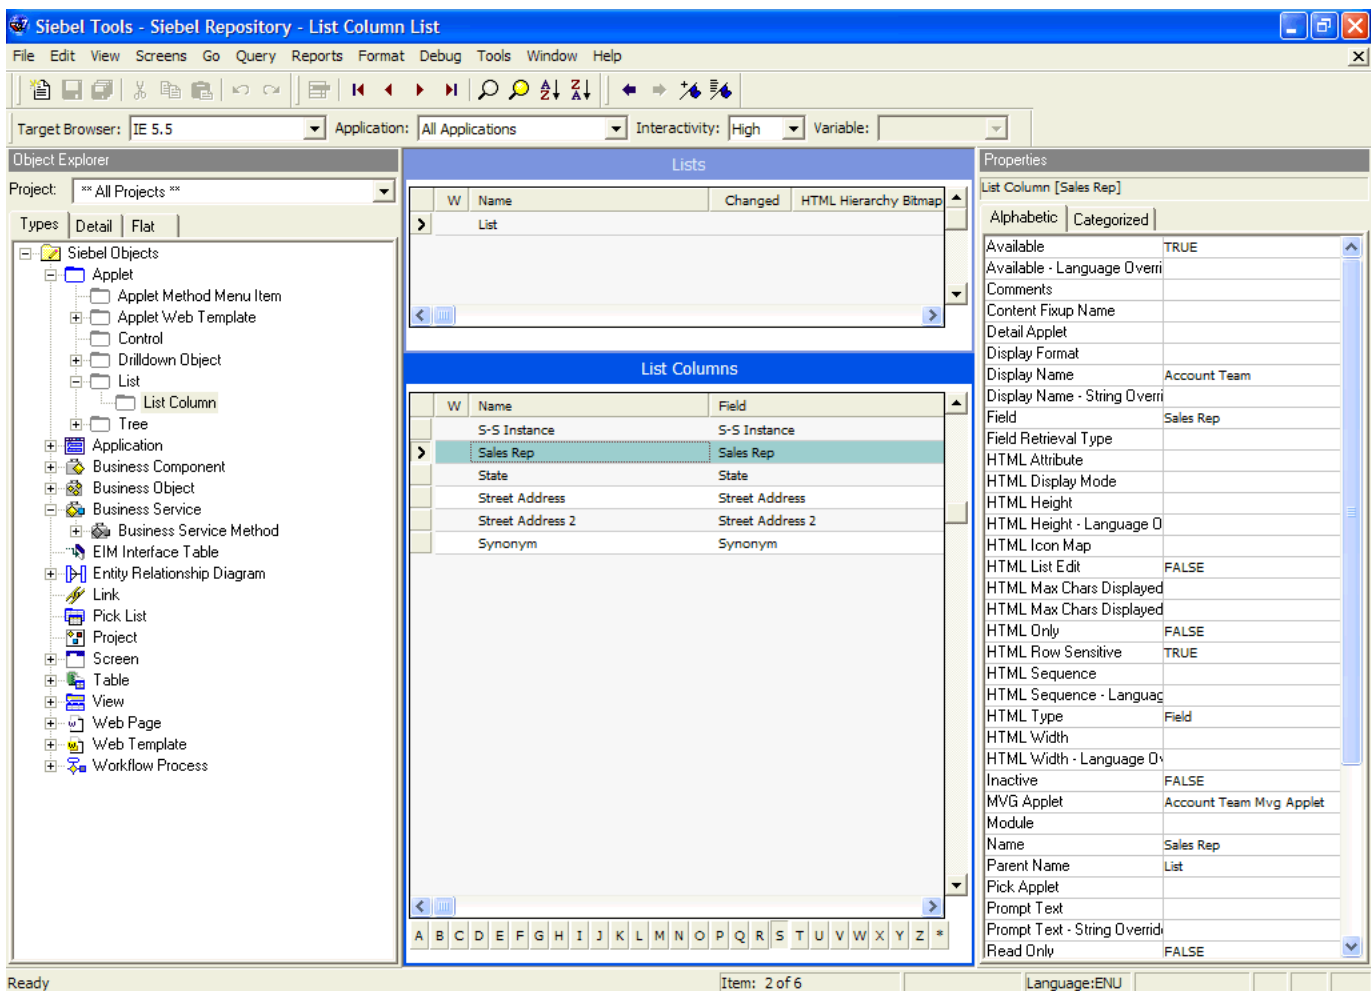 Siebel Tools - Siebel Repository - List Column List
File Edit View Screens Go Query Reports Format Debug Tools Window Help
Target Browser: IE 5.5 Application: All Applications Interactivity: High Variable:
Object Explorer
Project: ** All Projects **
Types Detail Flat
Siebel Objects
Applet
Applet Method Menu Item
Applet Web Template
Control
Drilldown Object
List
List Column
Tree
Application
Business Component
Business Object
Business Service
Business Service Method
EIM Interface Table
Entity Relationship Diagram
Link
Pick List
Project
Screen
Table
View
Web Page
Web Template
Workflow Process
Lists
W Name Changed HTML Hierarchy Bitmap
List
List Columns
W Name Field
S-S Instance S-S Instance
Sales Rep Sales Rep
State State
Street Address Street Address
Street Address 2 Street Address 2
Synonym Synonym
A B C D E F G H I J K L M N O P Q R S T U V W X Y Z *
Properties
List Column [Sales Rep]
Alphabetic Categorized
Available TRUE
Available - Language Overri
Comments
Content Fixup Name
Detail Applet
Display Format
Display Name Account Team
Display Name - String Overri
Field Sales Rep
Field Retrieval Type
HTML Attribute
HTML Display Mode
HTML Height
HTML Height - Language O
HTML Icon Map
HTML List Edit FALSE
HTML Max Chars Displayed
HTML Max Chars Displayed
HTML Only FALSE
HTML Row Sensitive TRUE
HTML Sequence
HTML Sequence - Languag
HTML Type Field
HTML Width
HTML Width - Language Ov
Inactive FALSE
MVG Applet Account Team Mvg Applet
Module
Name Sales Rep
Parent Name List
Pick Applet
Prompt Text
Prompt Text - String Overrid
Read Only FALSE
Ready Item: 2 of 6 Language:ENU